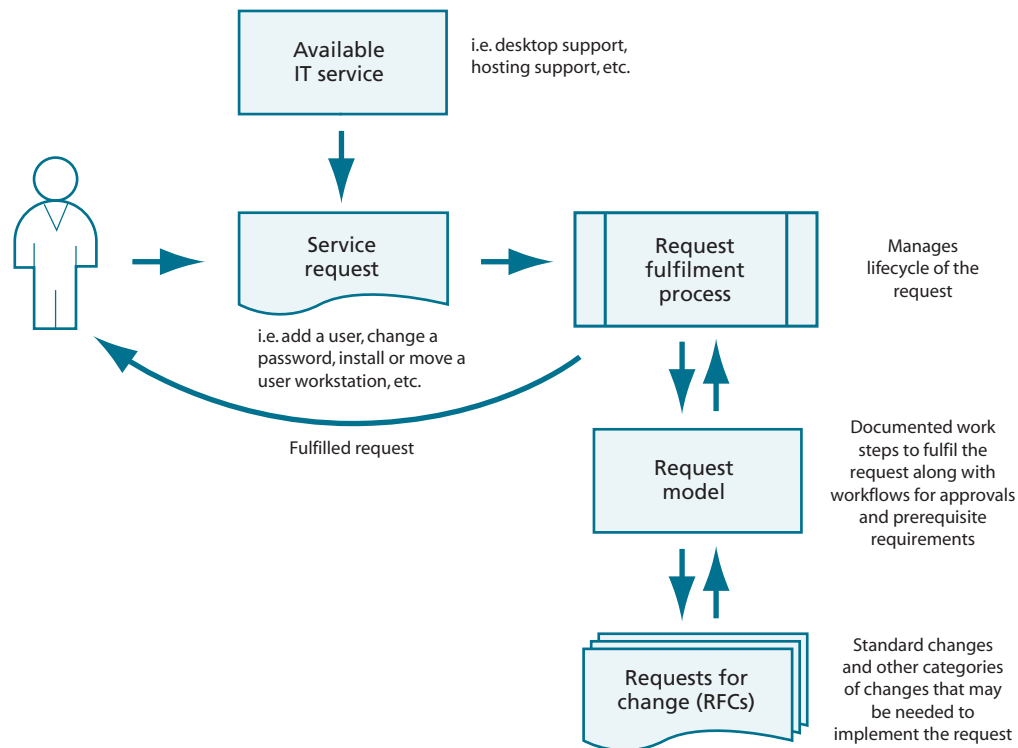 Available
IT service
i.e. desktop support,
hosting support, etc.
Service
request
i.e. add a user, change a
password, install or move a
user workstation, etc.
Request
fulfilment
process
Manages
lifecycle of the
request
Fulfilled request
Request
model
Documented work
steps to fulfil the
request along with
workflows for approvals
and prerequisite
requirements
Requests for
change (RFCs)
Standard changes
and other categories
of changes that may
be needed to
implement the request